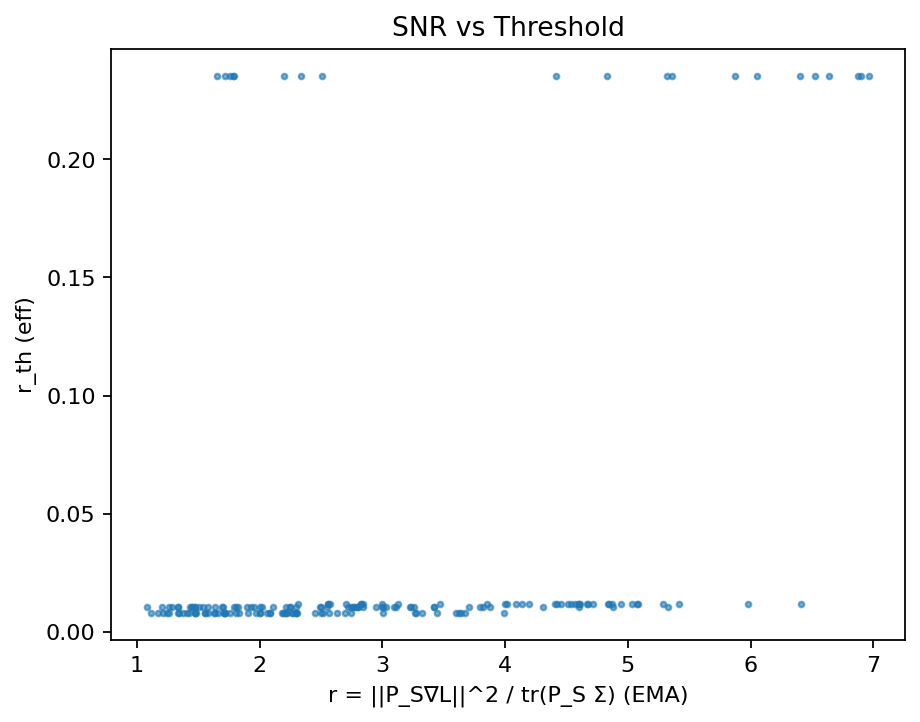 SNR vs Threshold
r_th (eff)
0.20
0.15
0.10
0.05
0.00
1 2 3 4 5 6 7
r = ||P_S∇L||^2 / tr(P_S Σ) (EMA)